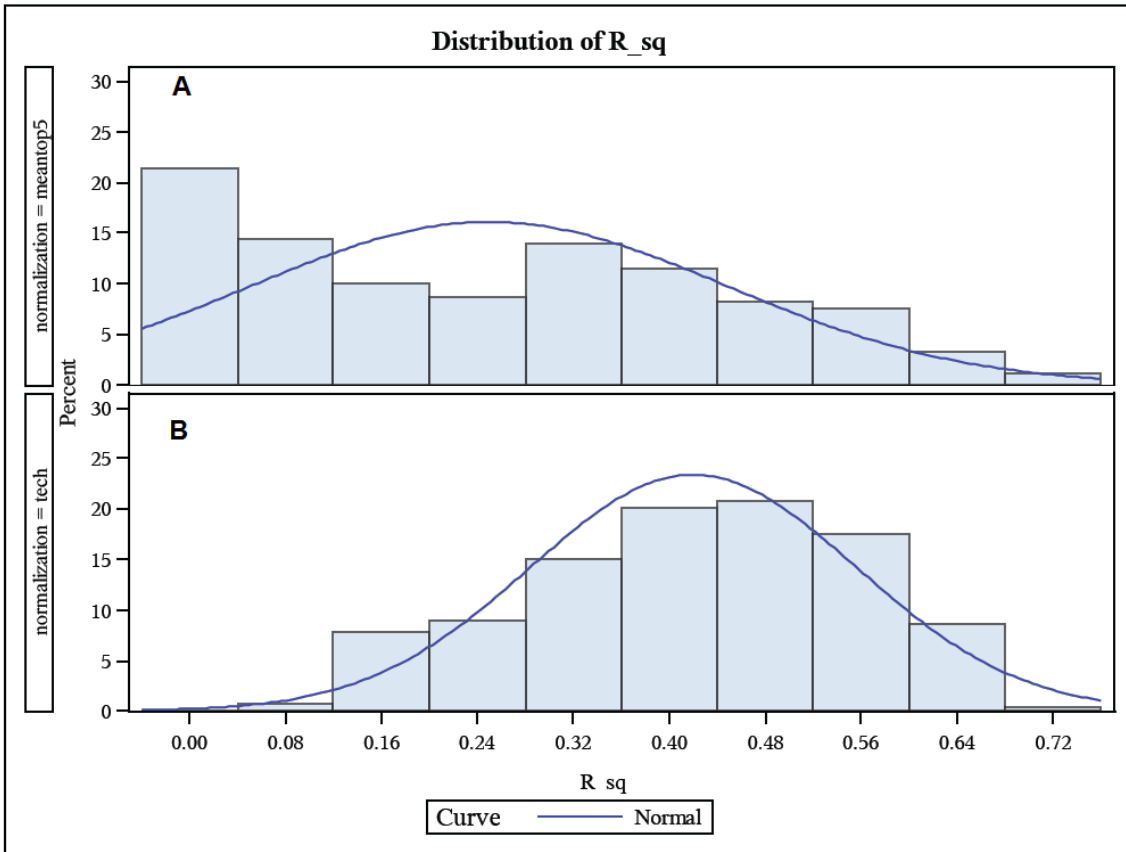 Distribution of R_sq
normalization = meantop5
A
30
25
20
15
10
5
0
Percent
normalization = tech
B
30
25
20
15
10
5
0
0.00 0.08 0.16 0.24 0.32 0.40 0.48 0.56 0.64 0.72
R sq
Curve Normal